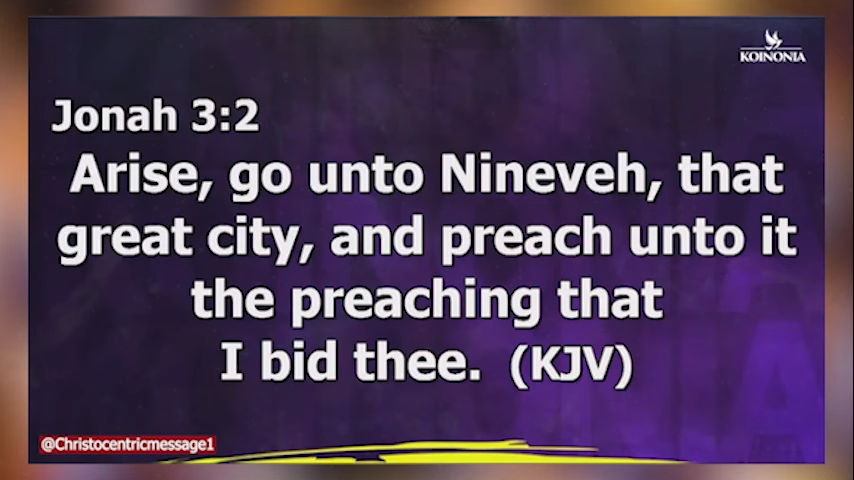 KOINONIA
Jonah 3:2
Arise, go unto Nineveh, that
great city, and preach unto it
the preaching that
I bid thee. (KJV)
@Christocentricmessage1